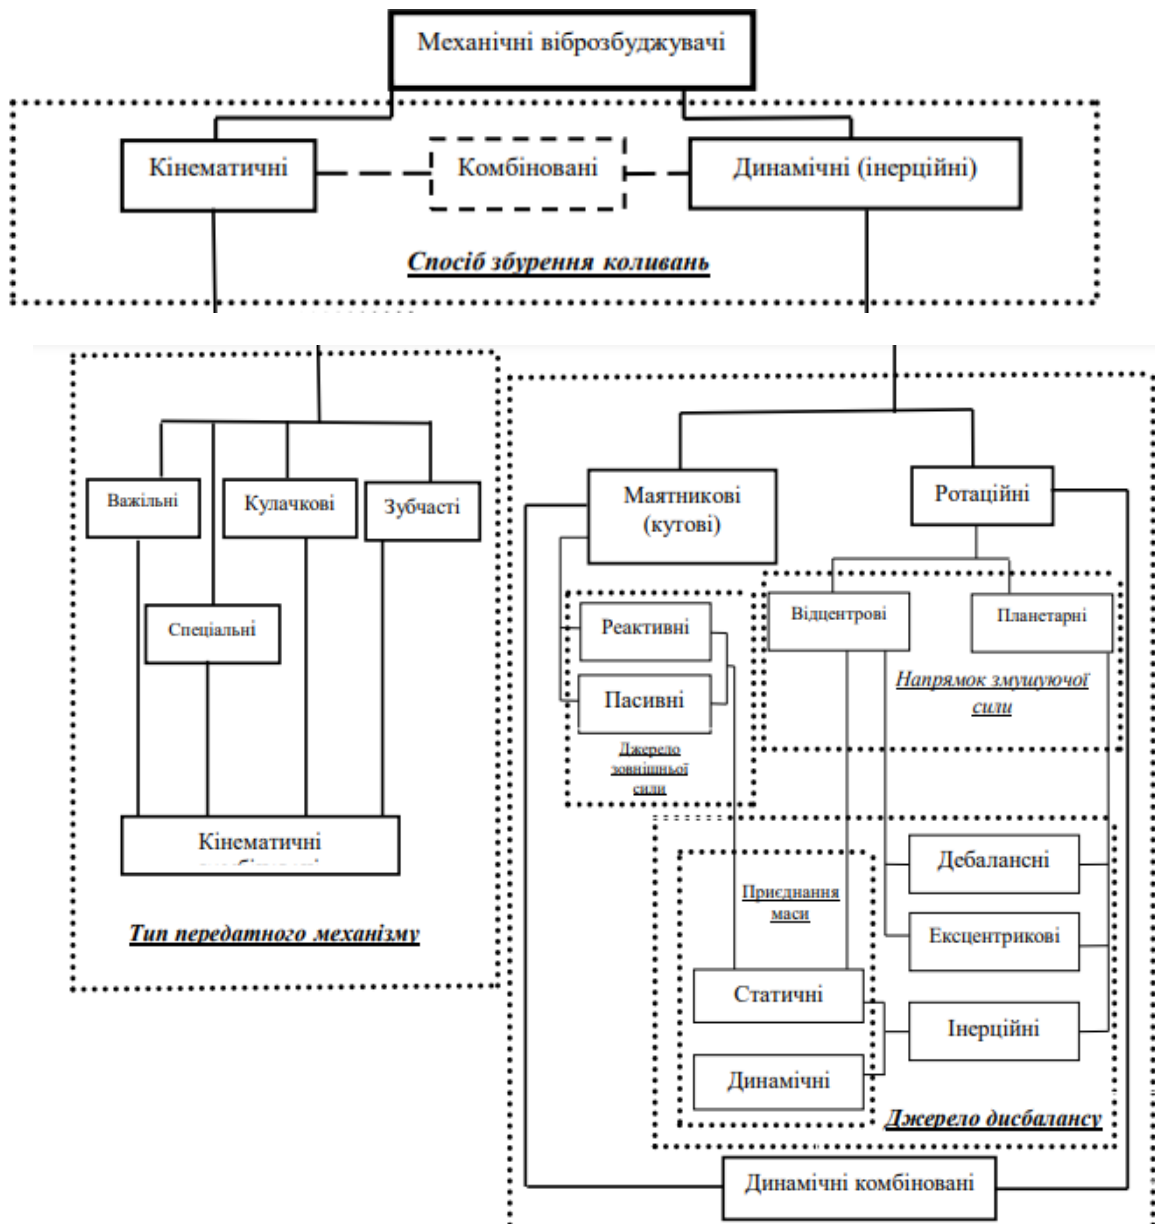 Механічні віброзбуджувачі
Кінематичні
Комбіновані
Динамічні (інерційні)
Спосіб збурення коливань
Важільні
Кулачкові
Зубчасті
Спеціальні
Кінематичні
Тип передатного механізму
Маятникові
(кутові)
Ротаційні
Реактивні
Пасивні
Джерело
зовнішньої
сили
Відцентрові
Планетарні
Напрямок змушуючої
сили
Приєднання
маси
Дебалансні
Ексцентрикові
Статичні
Інерційні
Динамічні
Джерело дисбалансу
Динамічні комбіновані